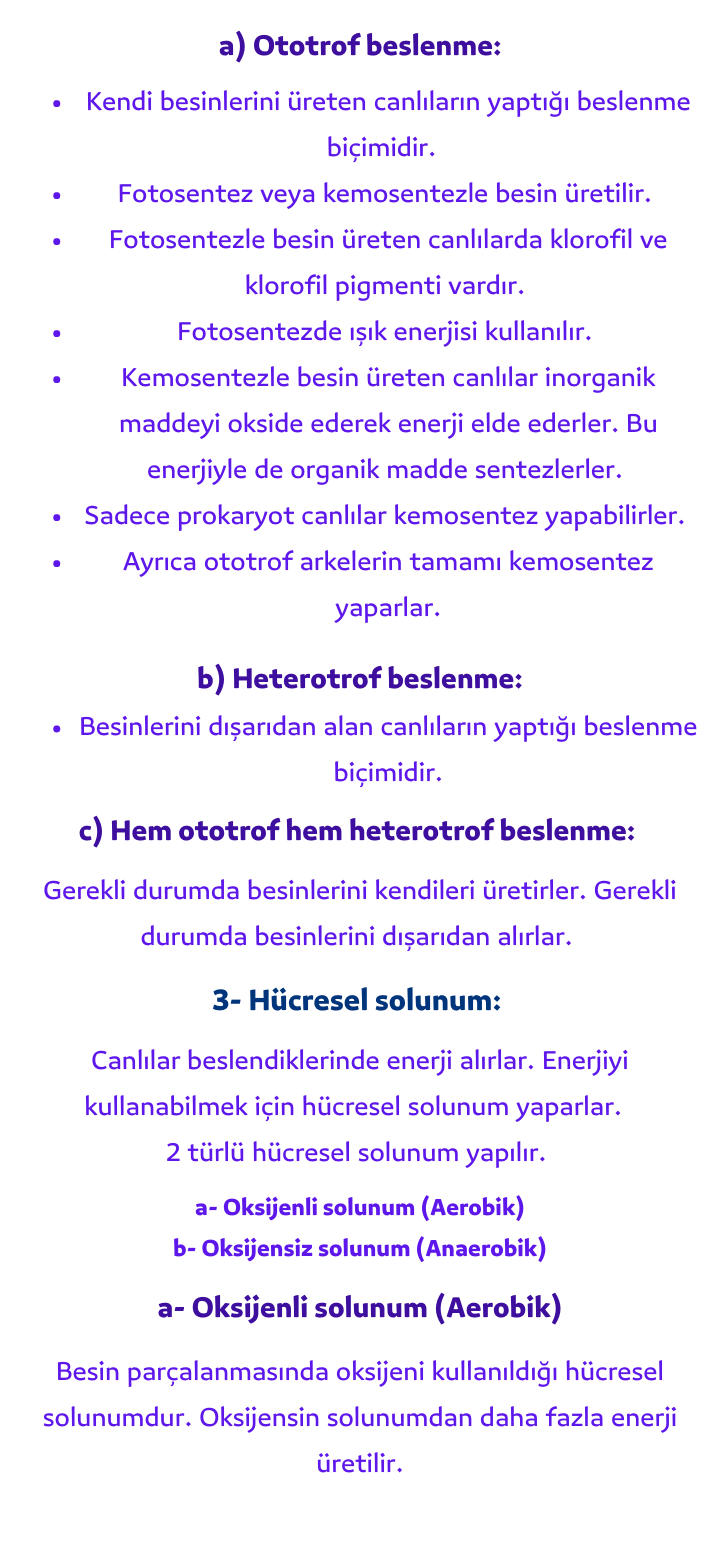 a) Ototrof beslenme:
• Kendi besinlerini üreten canlıların yaptığı beslenme
biçimidir.
• Fotosentez veya kemosentezle besin üretilir.
• Fotosentezle besin üreten canlılarda klorofil ve
klorofil pigmenti vardır.
• Fotosentezde ışık enerjisi kullanılır.
• Kemosentezle besin üreten canlılar inorganik
maddeyi okside ederek enerji elde ederler. Bu
enerjiyle de organik madde sentezlerler.
• Sadece prokaryot canlılar kemosentez yapabilirler.
• Ayrıca ototrof arkelerin tamamı kemosentez
yaparlar.
b) Heterotrof beslenme:
• Besinlerini dışarıdan alan canlıların yaptığı beslenme
biçimidir.
c) Hem ototrof hem heterotrof beslenme:
Gerekli durumda besinlerini kendileri üretirler. Gerekli
durumda besinlerini dışarıdan alırlar.
3- Hücresel solunum:
Canlılar beslendiklerinde enerji alırlar. Enerjiyi
kullanabilmek için hücresel solunum yaparlar.
2 türlü hücresel solunum yapılır.
a- Oksijenli solunum (Aerobik)
b- Oksijensiz solunum (Anaerobik)
a- Oksijenli solunum (Aerobik)
Besin parçalanmasında oksijeni kullanıldığı hücresel
solunumdur. Oksijensin solunumdan daha fazla enerji
üretilir.